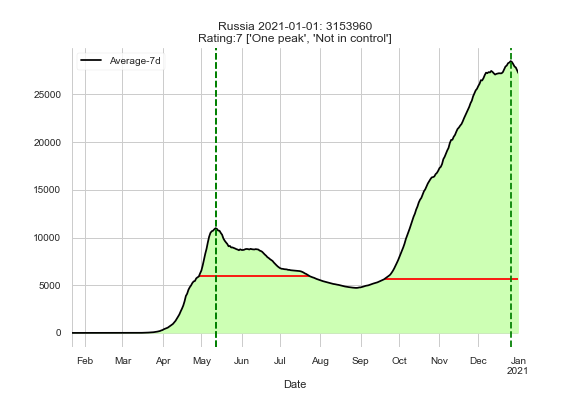 Russia 2021-01-01: 3153960
Rating:7 ['One peak', 'Not in control']
Average-7d
25000
20000
15000
10000
5000
0
Feb Mar Apr May Jun Jul Aug Sep Oct Nov Dec Jan
2021
Date